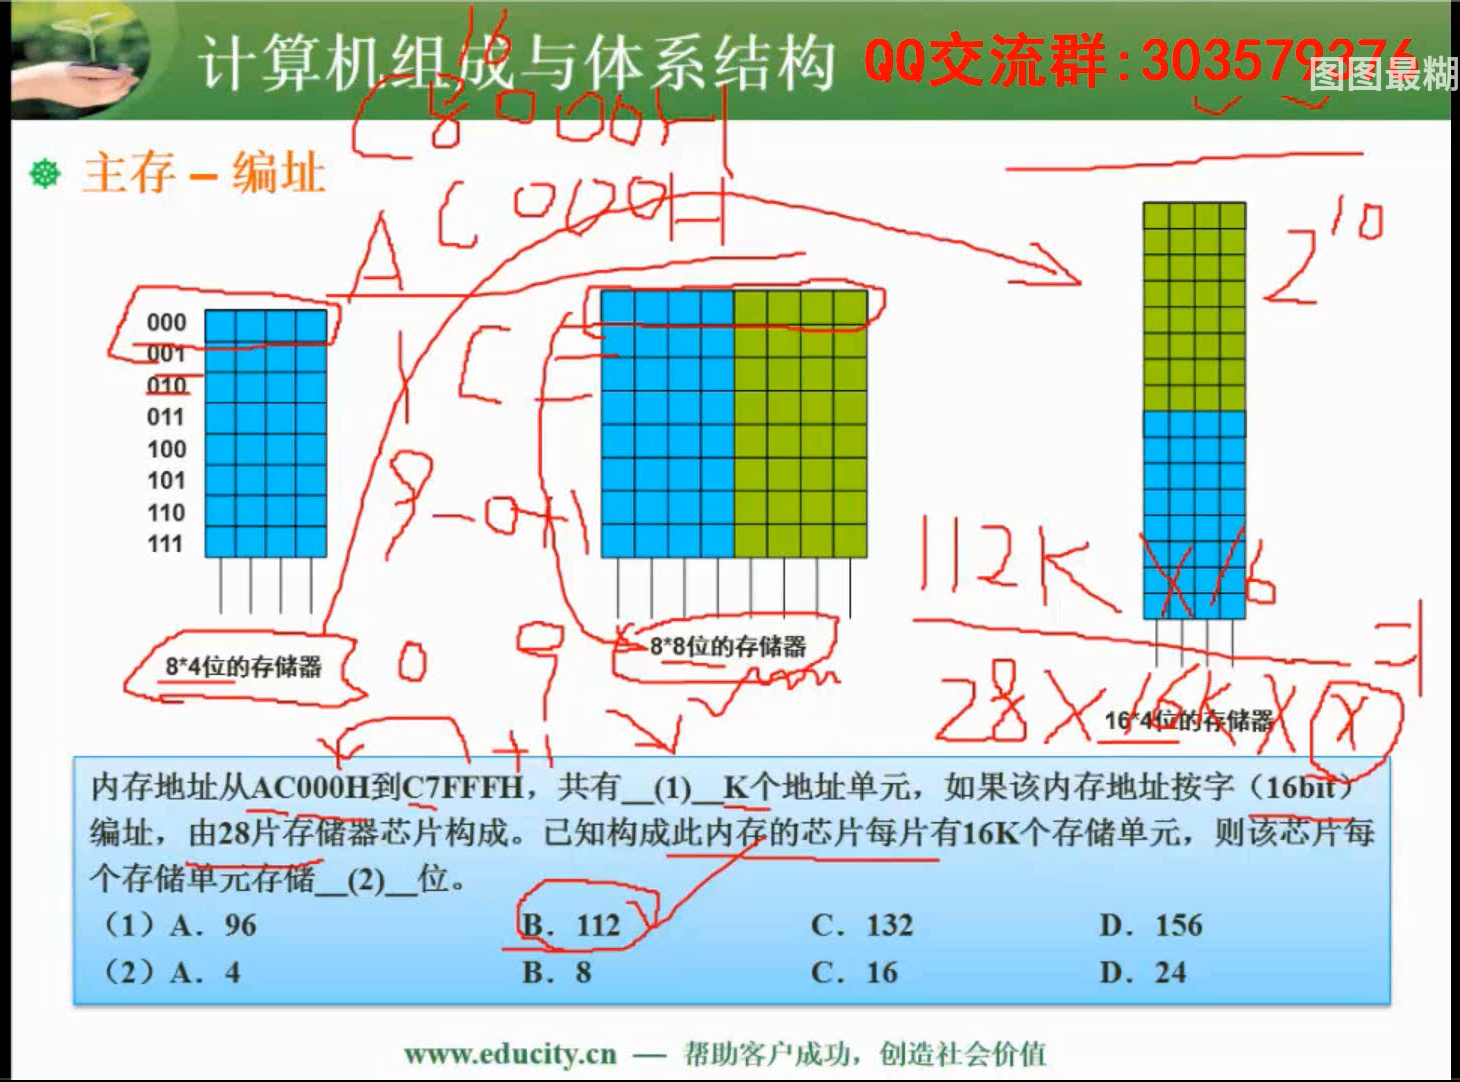 计算机组成与体系结构
QQ交流群:303579376
图图最糊
16
C8000H
主存 – 编址
C000H
A
2^10
000
001
010
011
100
101
110
111
112K × 16
8*4位的存储器
8*8位的存储器
28 × 16K × X
=1
16*4位的存储器
+1
内存地址从AC000H到C7FFFH，共有__(1)__K个地址单元，如果该内存地址按字（16bit）
编址，由28片存储器芯片构成。已知构成此内存的芯片每片有16K个存储单元，则该芯片每
个存储单元存储__(2)__位。
（1）A． 96 B．112 C．132 D．156
（2）A．4 B．8 C．16 D．24
www.educity.cn — 帮助客户成功，创造社会价值